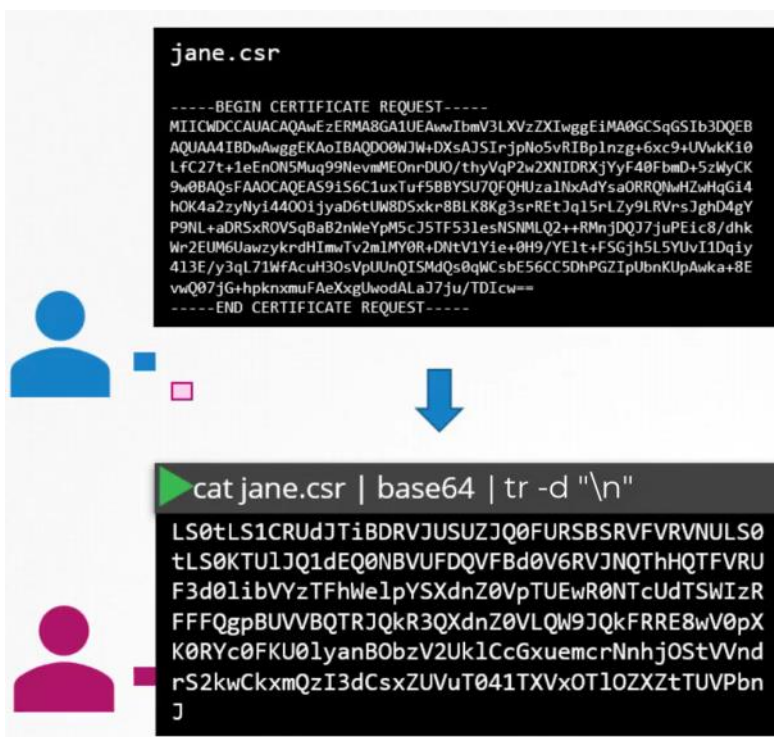 jane.csr
-----BEGIN CERTIFICATE REQUEST-----
MIICWDCCAUACAQAwEzERMA8GA1UEAwwIbmV3LXVzZXIwggEiMA0GCSqGSIb3DQEB
AQUAA4IBDwAwggEKAoIBAQDO0WJW+DXsAJSIrjpNo5vRIBplnzg+6xc9+UVwkKi0
LfC27t+1eEnON5Muq99NevmMEOnrDUO/thyVqP2w2XNIDRXjYyF40FbmD+5zWyCK
9w0BAQsFAAOCAQEAS9iS6C1uxTuf5BBYSU7QFQHUzalNxAdYsaORRQNwHZwHqGi4
hOK4a2zyNyi44OOijyaD6tUW8DSxkr8BLK8Kg3srREtJql5rLZy9LRVrsJghD4gY
P9NL+aDRSxROVSqBaB2nWeYpM5cJ5TF53lesNSNMLQ2++RMnjDQJ7juPEic8/dhk
Wr2EUM6UawzykrdHImwTv2mlMY0R+DNtV1Yie+0H9/YElt+FSGjh5L5YUvI1Dqiy
4l3E/y3qL71WfAcuH3OsVpUUnQISMdQs0qWCsbE56CC5DhPGZIpUbnKUpAwka+8E
vwQ07jG+hpknxmuFAeXxgUwodALaJ7ju/TDIcw==
-----END CERTIFICATE REQUEST-----
cat jane.csr | base64 | tr -d "\n"
LS0tLS1CRUdJTiBDRVJUSUZJQ0FURSBSRVFVRVNULS0
tLS0KTUlJQ1dEQ0NBVUFDQVFBd0V6RVJNQThHQTFVRU
F3d0libVYzTFhWelpYSXdnZ0VpTUEwR0NTcUdTSWIzR
FFFQgpBUVVBQTRJQkR3QXdnZ0VLQW9JQkFRRE8wV0pX
K0RYc0FKU0lyanBObzV2UklCcGxuemcrNnhjOStVVnd
rS2kwCkxmQzI3dCsxZUVuT041TXVxOTlOZXZtTUVPbn
J